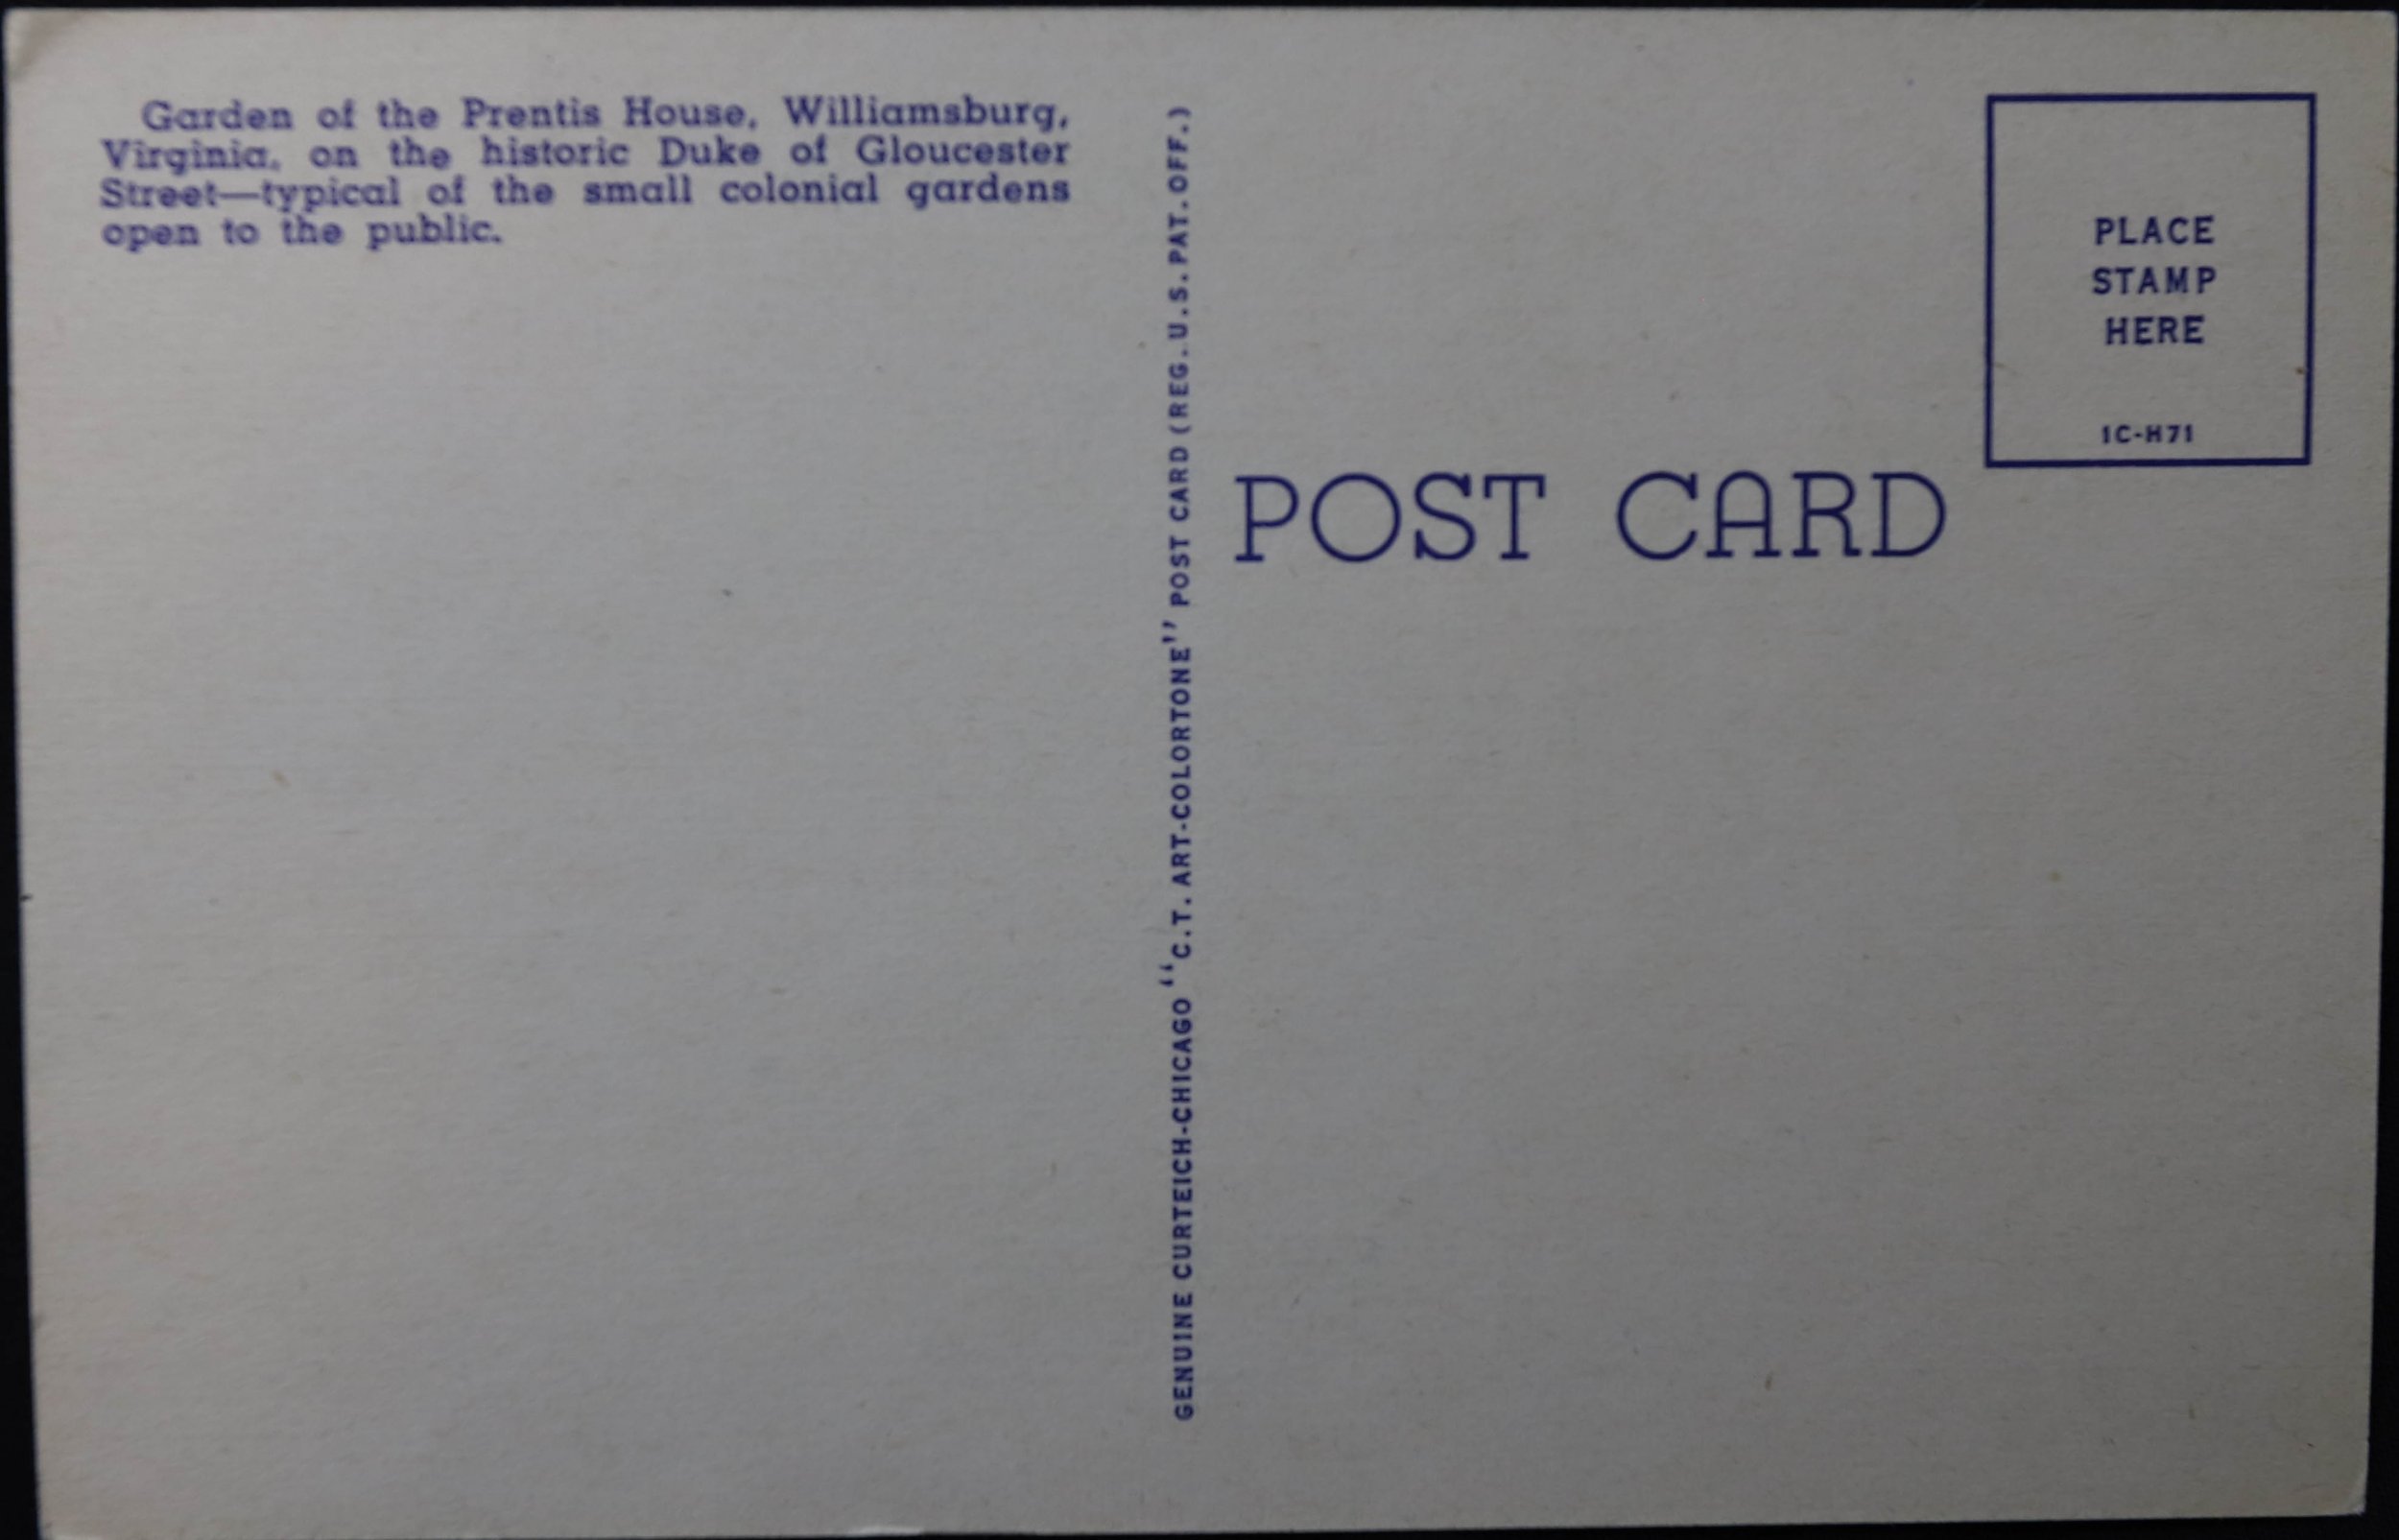 Garden of the Prentis House, Williamsburg,
Virginia, on the historic Duke of Gloucester
Street—typical of the small colonial gardens
open to the public.
GENUINE CURTEICH-CHICAGO "C.T. ART-COLORTONE" POST CARD (REG. U.S. PAT. OFF.)
POST CARD
PLACE
STAMP
HERE
1C-H71